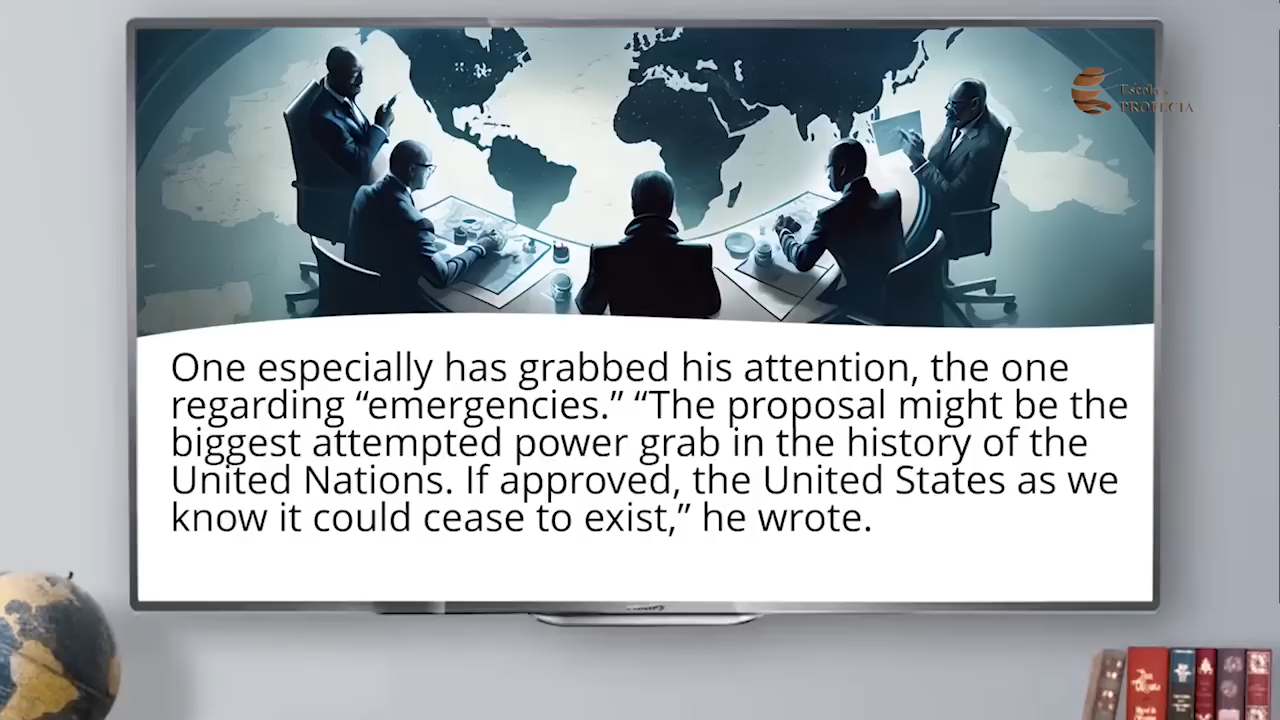 Escola de
PROFECIA
One especially has grabbed his attention, the one
regarding “emergencies.” “The proposal might be the
biggest attempted power grab in the history of the
United Nations. If approved, the United States as we
know it could cease to exist,” he wrote.